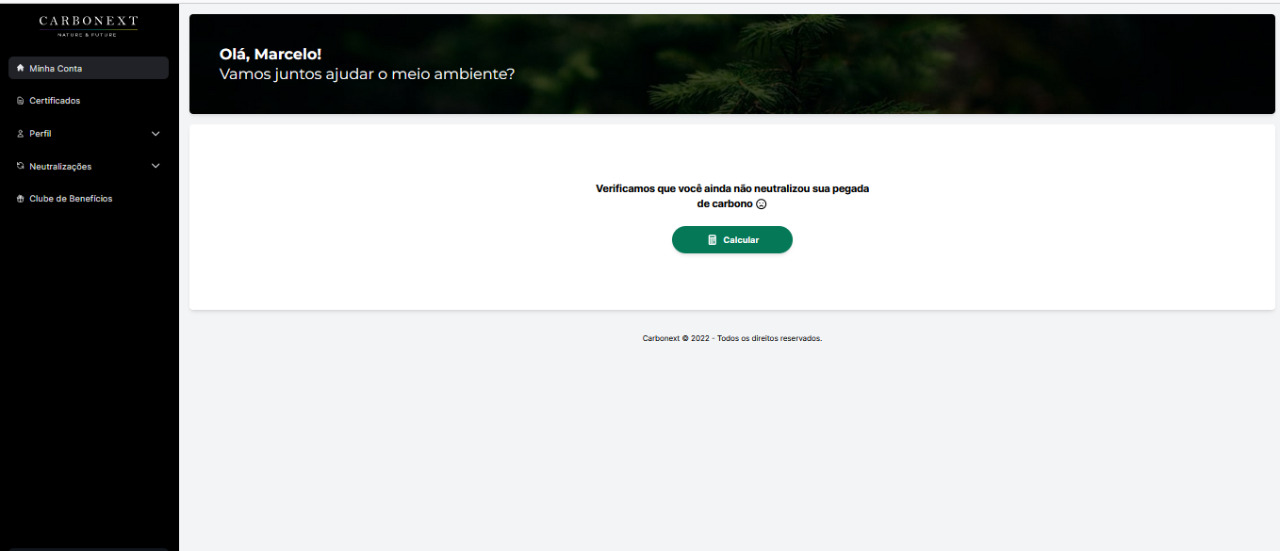 CARBONEXT
NATURE & FUTURE
Minha Conta
Certificados
Perfil
Neutralizações
Clube de Benefícios
Olá, Marcelo!
Vamos juntos ajudar o meio ambiente?
Verificamos que você ainda não neutralizou sua pegada
de carbono
Calcular
Carbonext © 2022 - Todos os direitos reservados.